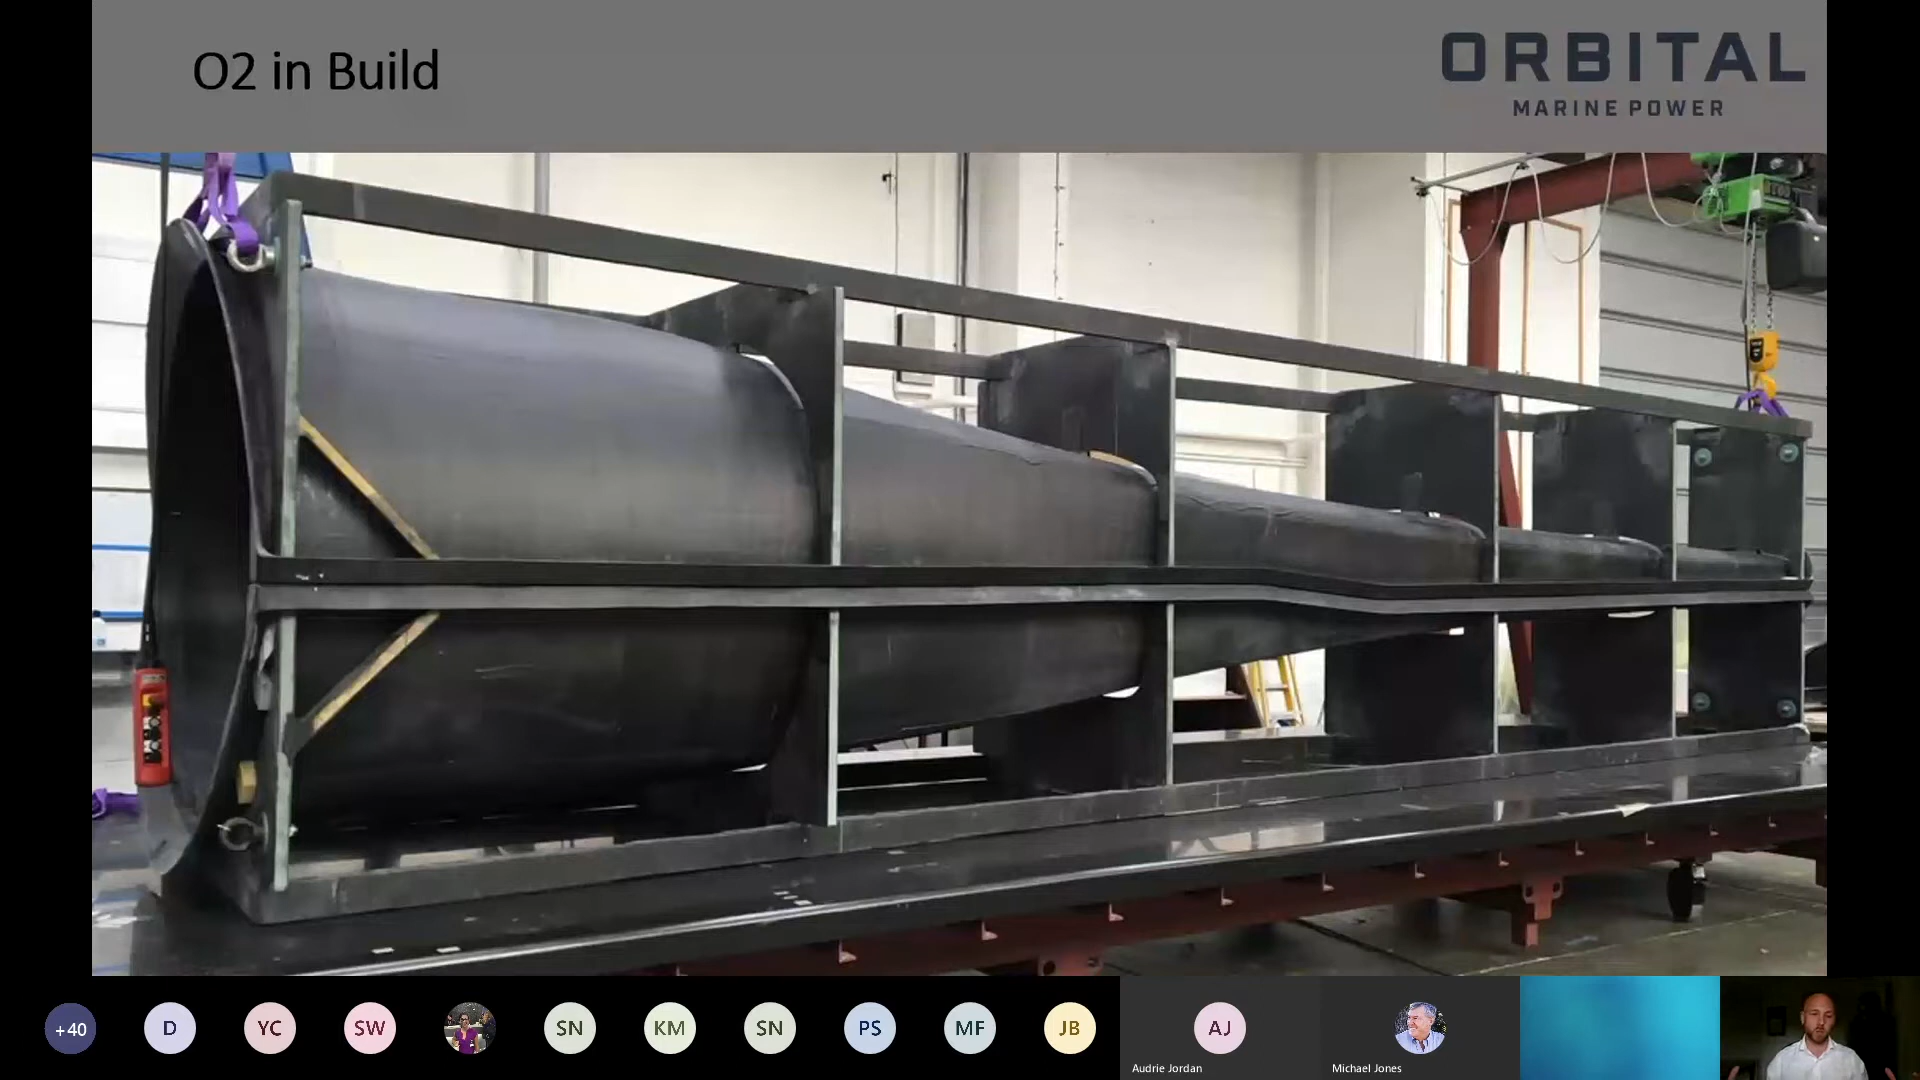 O2 in Build
ORBITAL
MARINE POWER
+40
D
YC
SW
SN
KM
SN
PS
MF
JB
AJ
Audrie Jordan
Michael Jones